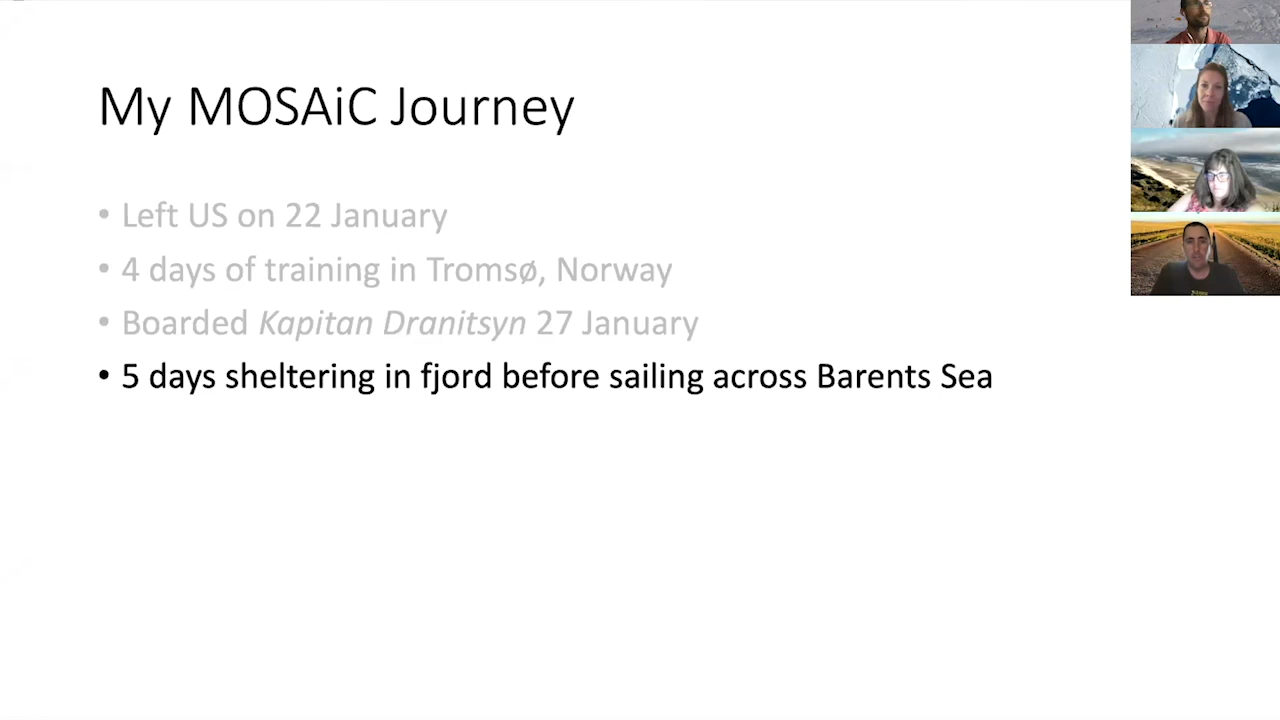 My MOSAiC Journey
• Left US on 22 January
• 4 days of training in Tromsø, Norway
• Boarded Kapitan Dranitsyn 27 January
• 5 days sheltering in fjord before sailing across Barents Sea